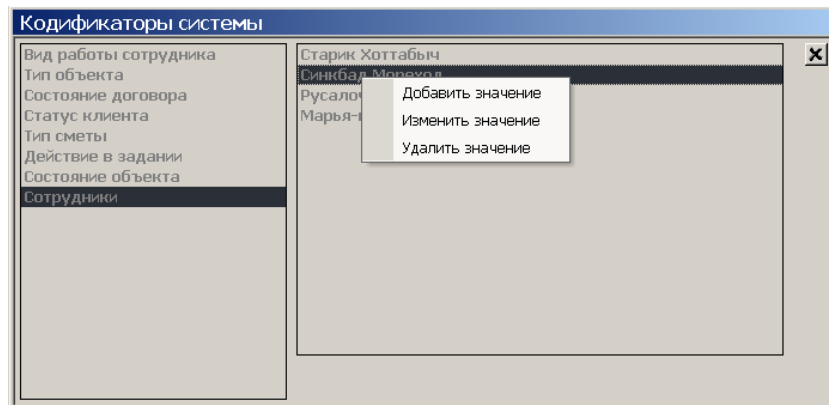 Кодификаторы системы
Вид работы сотрудника
Тип объекта
Состояние договора
Статус клиента
Тип сметы
Действие в задании
Состояние объекта
Сотрудники
Старик Хоттабыч
Синкбад Мореход
Добавить значение
Изменить значение
Удалить значение